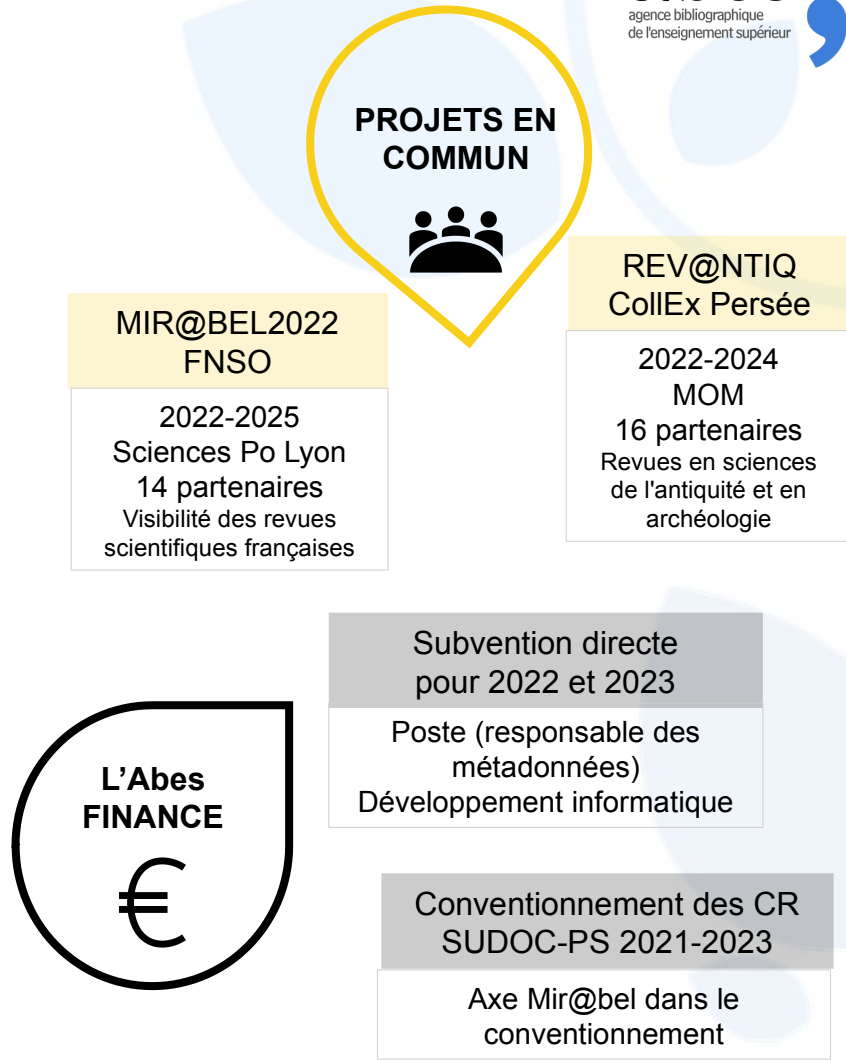 agence bibliographique
de l'enseignement supérieur
PROJETS EN
COMMUN
MIR@BEL2022
FNSO
2022-2025
Sciences Po Lyon
14 partenaires
Visibilité des revues
scientifiques françaises
REV@NTIQ
CollEx Persée
2022-2024
MOM
16 partenaires
Revues en sciences
de l'antiquité et en
archéologie
L'Abes
FINANCE
€
Subvention directe
pour 2022 et 2023
Poste (responsable des
métadonnées)
Développement informatique
Conventionnement des CR
SUDOC-PS 2021-2023
Axe Mir@bel dans le
conventionnement